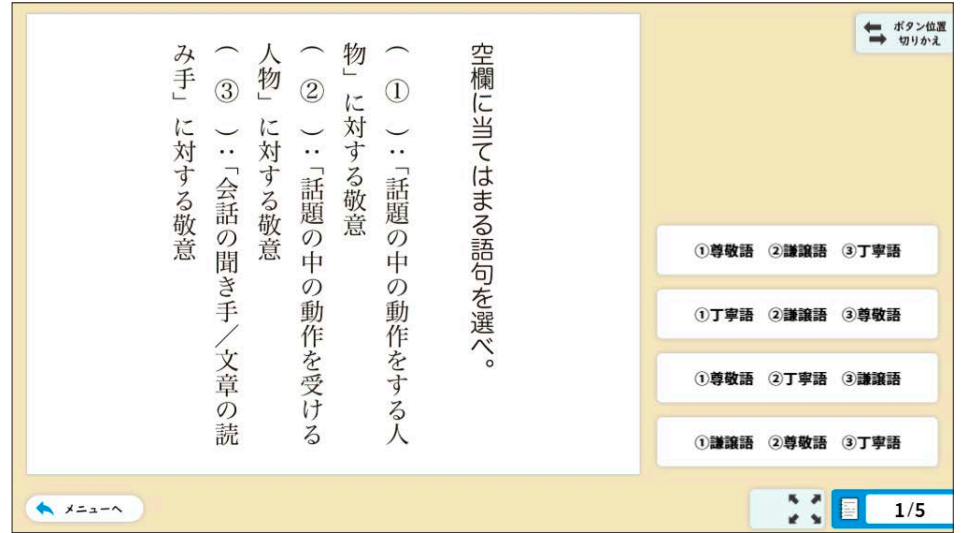 空欄に当てはまる語句を選べ。
（ ① ）：「話題の中の動作をする人
物」に対する敬意
（ ② ）：「話題の中の動作を受ける
人物」に対する敬意
（ ③ ）：「会話の聞き手／文章の読
み手」に対する敬意
ボタン位置
切りかえ
①尊敬語 ②謙譲語 ③丁寧語
①丁寧語 ②謙譲語 ③尊敬語
①尊敬語 ②丁寧語 ③謙譲語
①謙譲語 ②尊敬語 ③丁寧語
メニューへ
1/5